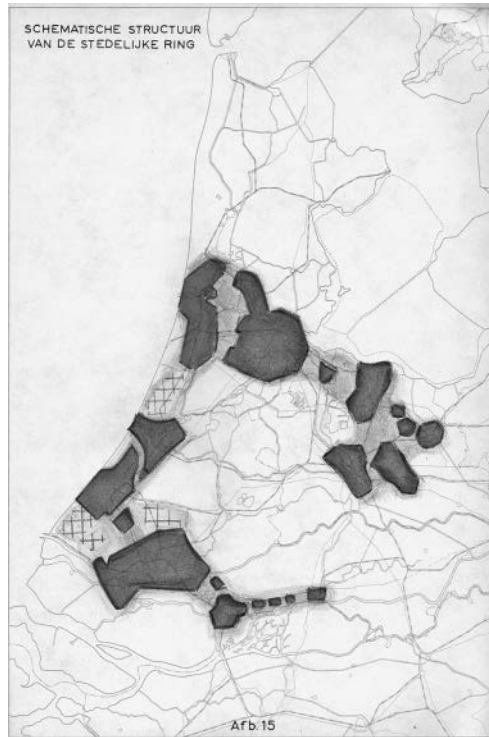 SCHEMATISCHE STRUCTUUR
VAN DE STEDELIJKE RING
Afb.15